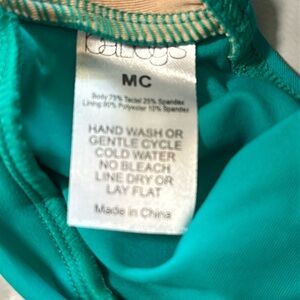 MC
Body 75% Tactel 25% Spandex
Lining 90% Polyester 10% Spandex
HAND WASH OR
GENTLE CYCLE
COLD WATER
NO BLEACH
LINE DRY OR
LAY FLAT
Made in China